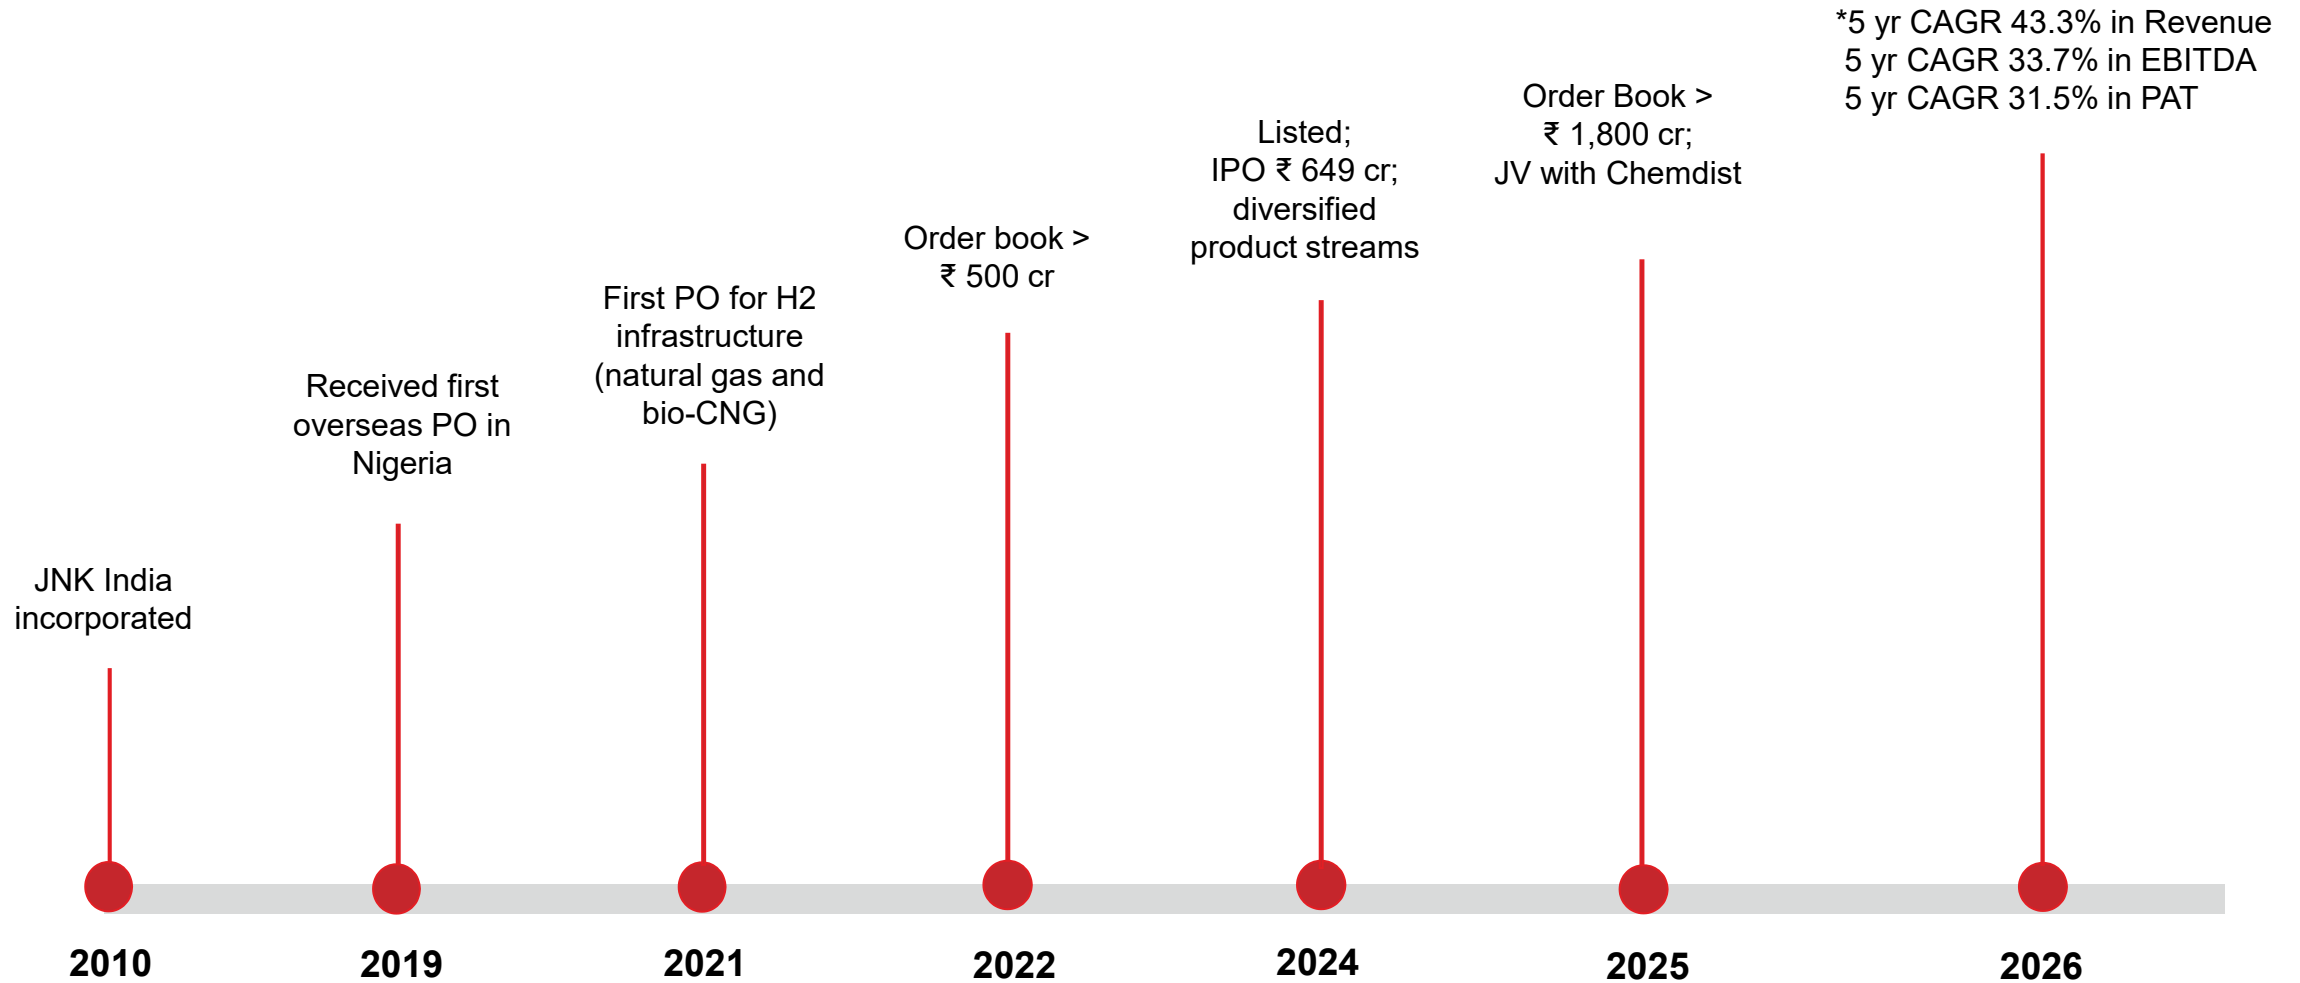 JNK India
incorporated
2010
Received first
overseas PO in
Nigeria
2019
First PO for H2
infrastructure
(natural gas and
bio-CNG)
2021
Order book >
₹ 500 cr
2022
Listed;
IPO ₹ 649 cr;
diversified
product streams
2024
Order Book >
₹ 1,800 cr;
JV with Chemdist
2025
*5 yr CAGR 43.3% in Revenue
5 yr CAGR 33.7% in EBITDA
5 yr CAGR 31.5% in PAT
2026